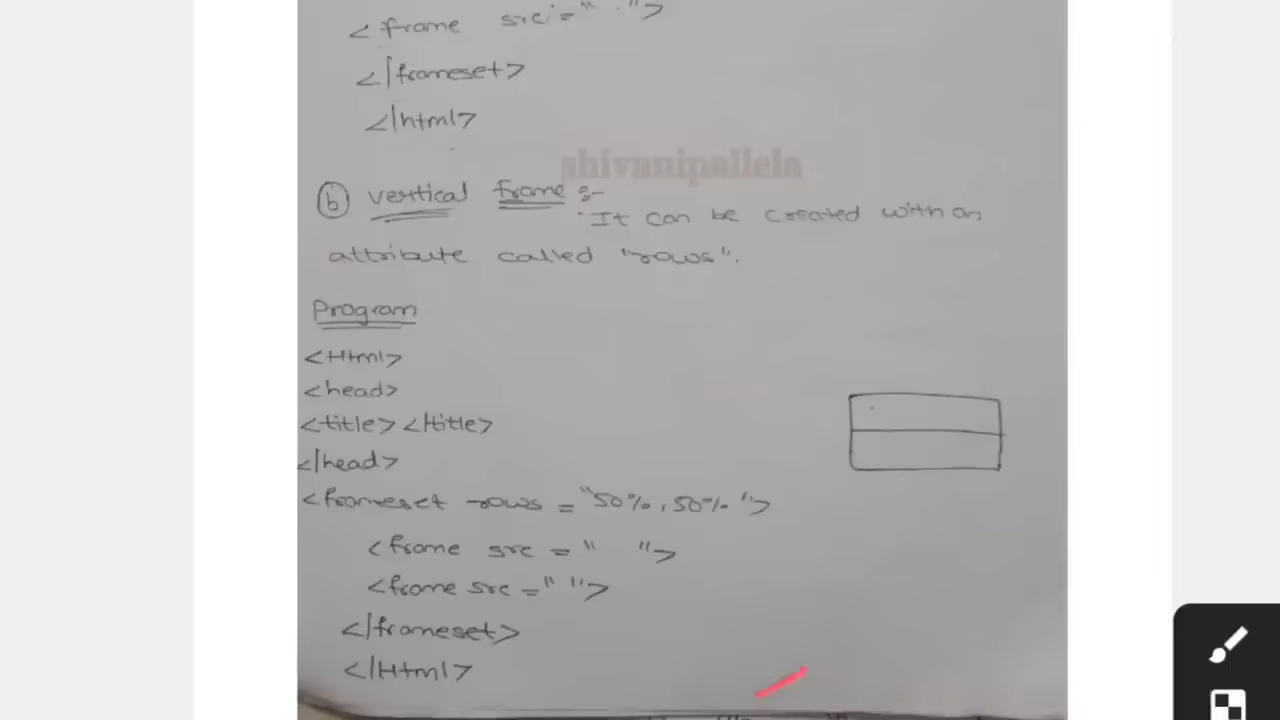 < frame src = " . ">
</frameset>
</html>
shivanipallela
(b) vertical frame :-
It can be created with an
attribute called "rows".
Program
<Html>
<head>
<title> </title>
</head>
<frameset rows = "50%, 50%">
<frame src = " ">
<frame src = " ">
</frameset>
</Html>